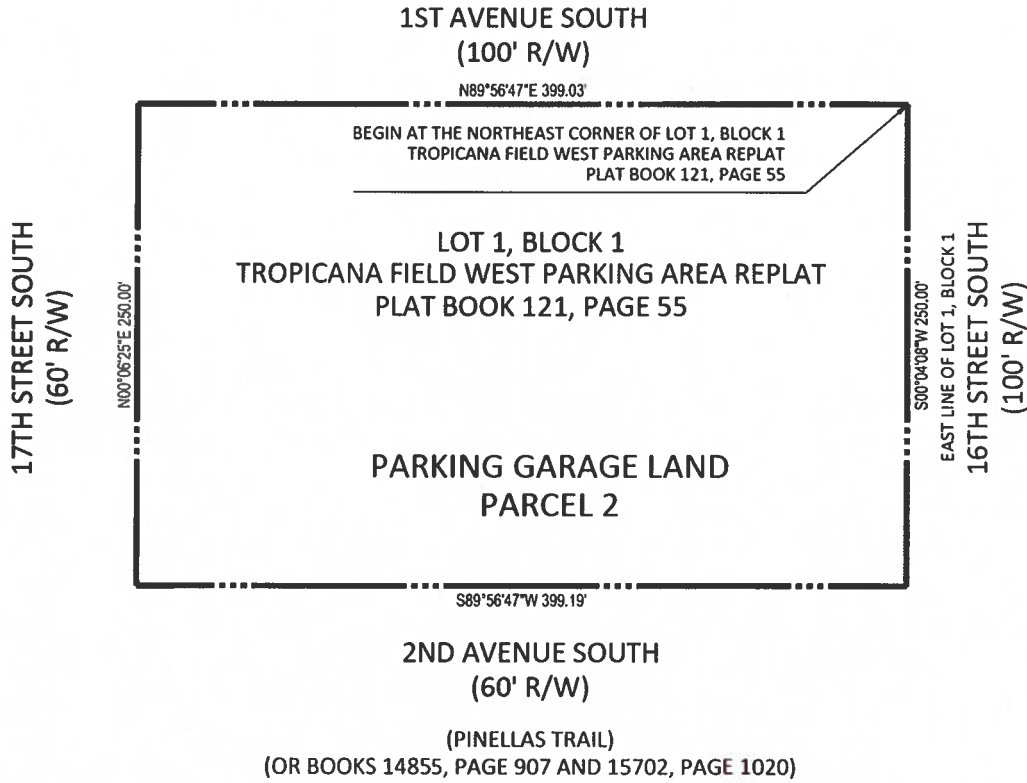 1ST AVENUE SOUTH
(100' R/W)
N89°56'47"E 399.03'
BEGIN AT THE NORTHEAST CORNER OF LOT 1, BLOCK 1
TROPICANA FIELD WEST PARKING AREA REPLAT
PLAT BOOK 121, PAGE 55
LOT 1, BLOCK 1
TROPICANA FIELD WEST PARKING AREA REPLAT
PLAT BOOK 121, PAGE 55
17TH STREET SOUTH
(60' R/W)
N00°06'25"E 250.00'
S00°04'08"W 250.00'
EAST LINE OF LOT 1, BLOCK 1
16TH STREET SOUTH
(100' R/W)
PARKING GARAGE LAND
PARCEL 2
S89°56'47"W 399.19'
2ND AVENUE SOUTH
(60' R/W)
(PINELLAS TRAIL)
(OR BOOKS 14855, PAGE 907 AND 15702, PAGE 1020)